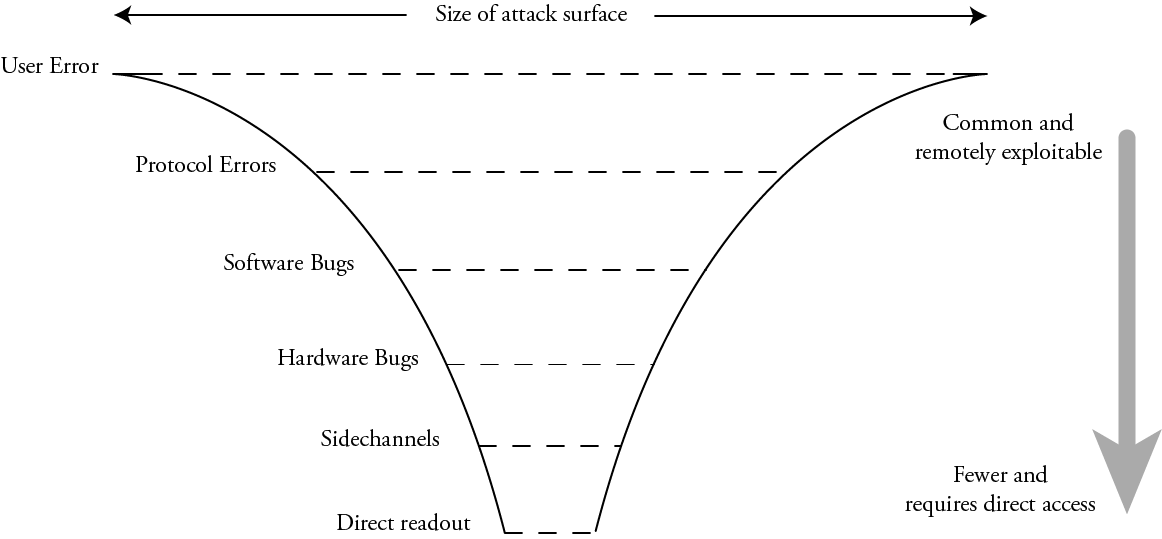 Size of attack surface
User Error
Common and
remotely exploitable
Protocol Errors
Software Bugs
Hardware Bugs
Sidechannels
Fewer and
requires direct access
Direct readout